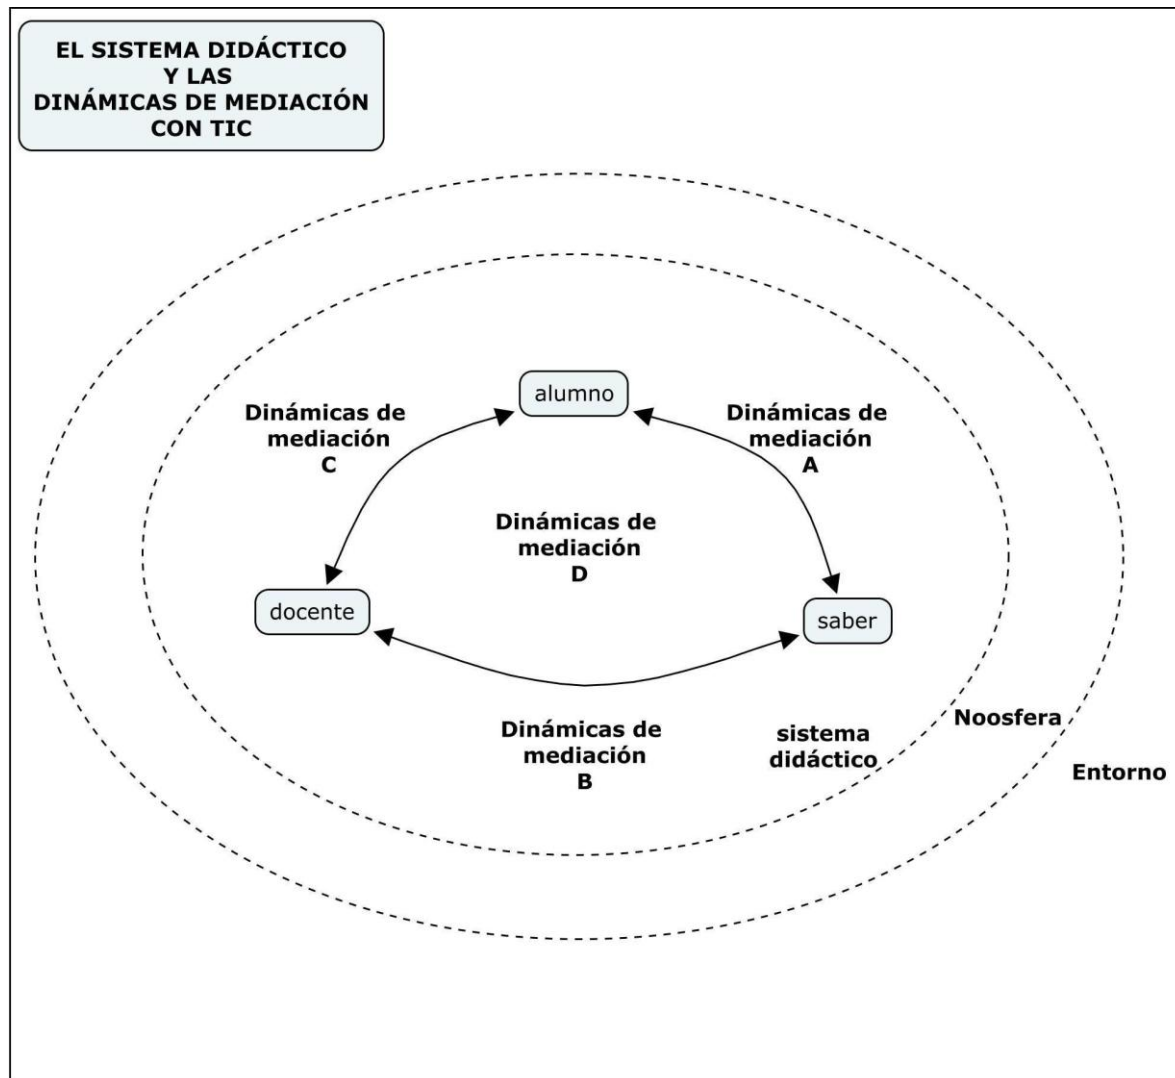 EL SISTEMA DIDÁCTICO
Y LAS
DINÁMICAS DE MEDIACIÓN
CON TIC
alumno
Dinámicas de
mediación
C
Dinámicas de
mediación
A
Dinámicas de
mediación
D
docente
saber
Dinámicas de
mediación
B
sistema
didáctico
Noosfera
Entorno